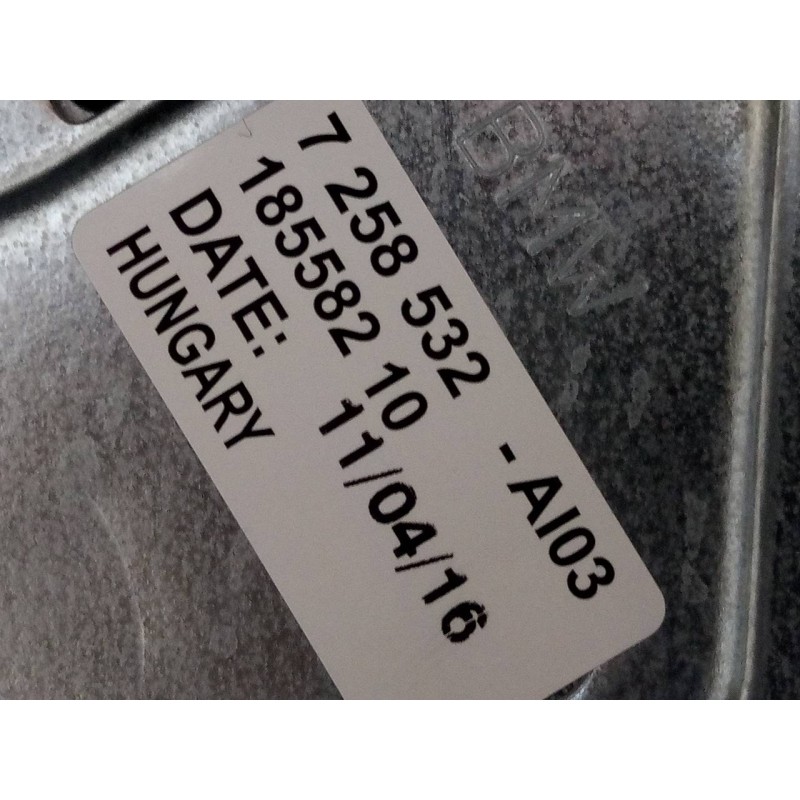 BMW
7 258 532 -AI03
185582 10
DATE: 11/04/16
HUNGARY